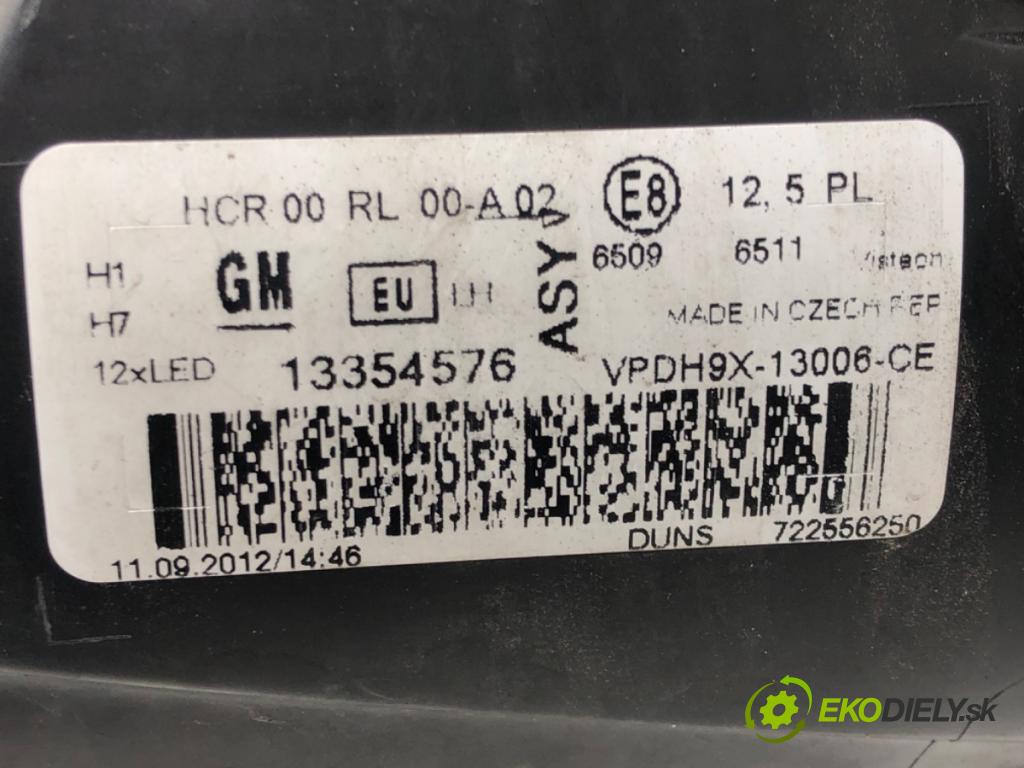 HCR 00 RL 00-A 02 E8 12, 5 PL
H1 GM EU LH ASYV 6509 6511 Visteon
H7 MADE IN CZECH REP
12xLED 13354576 VPDH9X-13006-CE
DUNS 722556250
11.09.2012/14:46
EKODIELY.sk